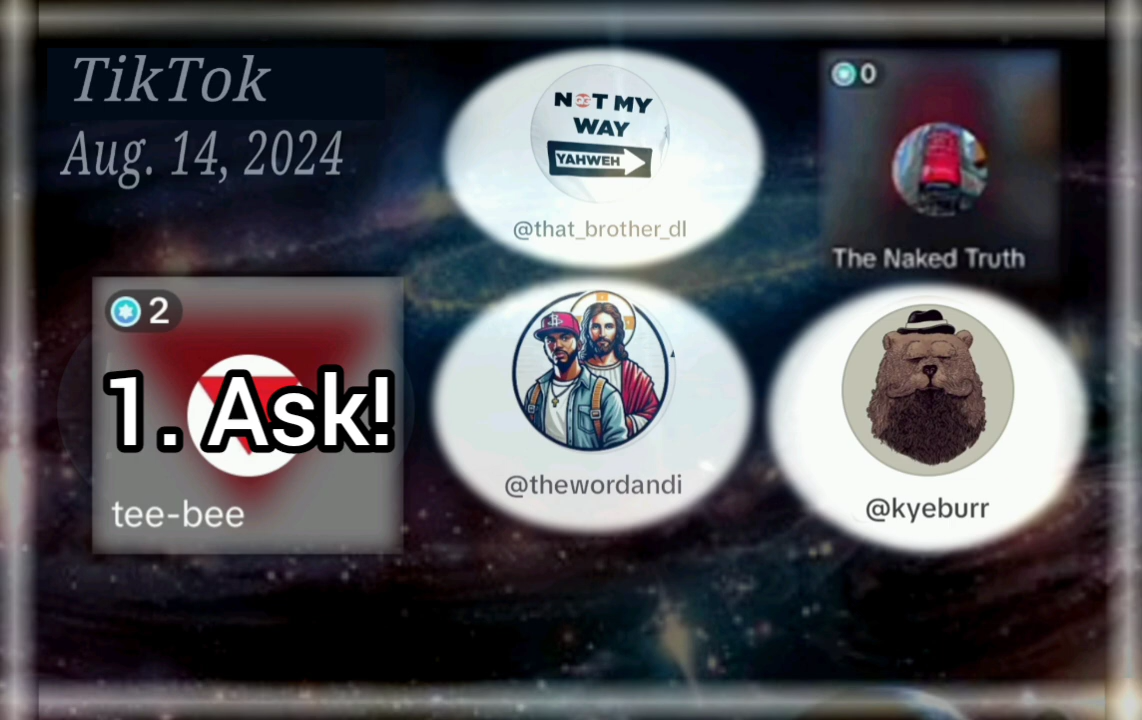 TikTok
Aug. 14, 2024
NOT MY
WAY
YAHWEH
@that_brother_dl
0
The Naked Truth
2
1. Ask!
tee-bee
@thewordandi
@kyeburr